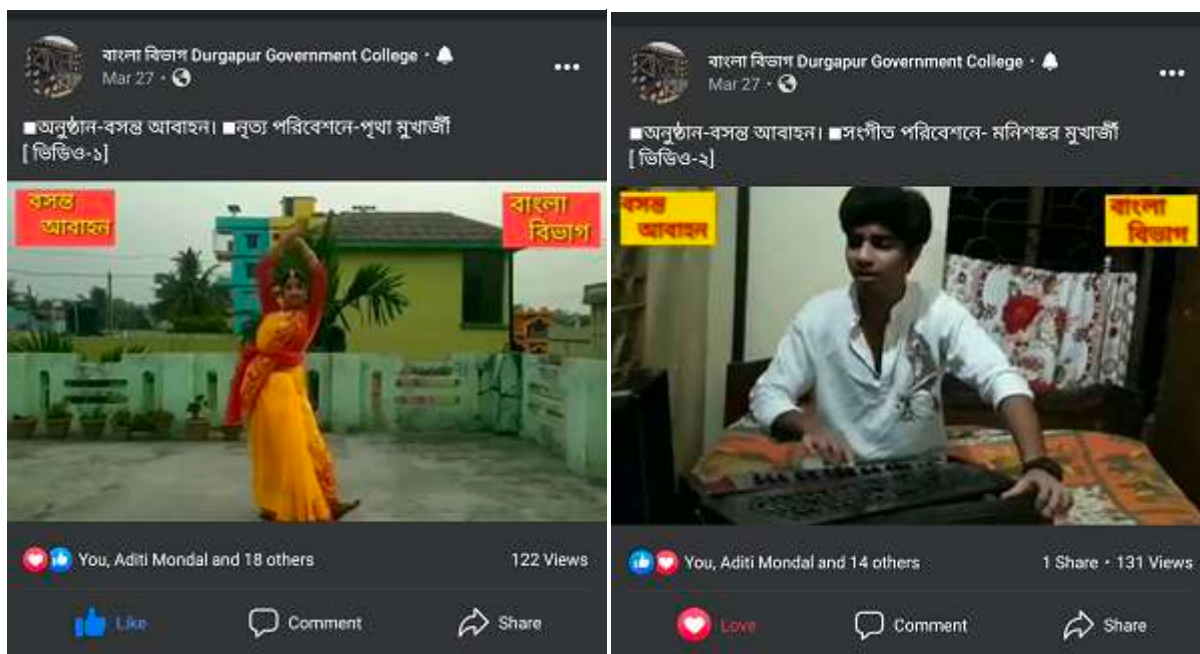 বাংলা বিভাগ Durgapur Government College ·
Mar 27 ·
■অনুষ্ঠান-বসন্ত আবাহন। ■নৃত্য পরিবেশনে-পৃথা মুখার্জী
[ ভিডিও-১]
বসন্ত
আবাহন
বাংলা
বিভাগ
You, Aditi Mondal and 18 others
122 Views
Like
Comment
Share
বাংলা বিভাগ Durgapur Government College ·
Mar 27 ·
■অনুষ্ঠান-বসন্ত আবাহন। ■সংগীত পরিবেশনে- মনিশঙ্কর মুখার্জী
[ ভিডিও-২]
বসন্ত
আবাহন
বাংলা
বিভাগ
You, Aditi Mondal and 14 others
1 Share · 131 Views
Love
Comment
Share